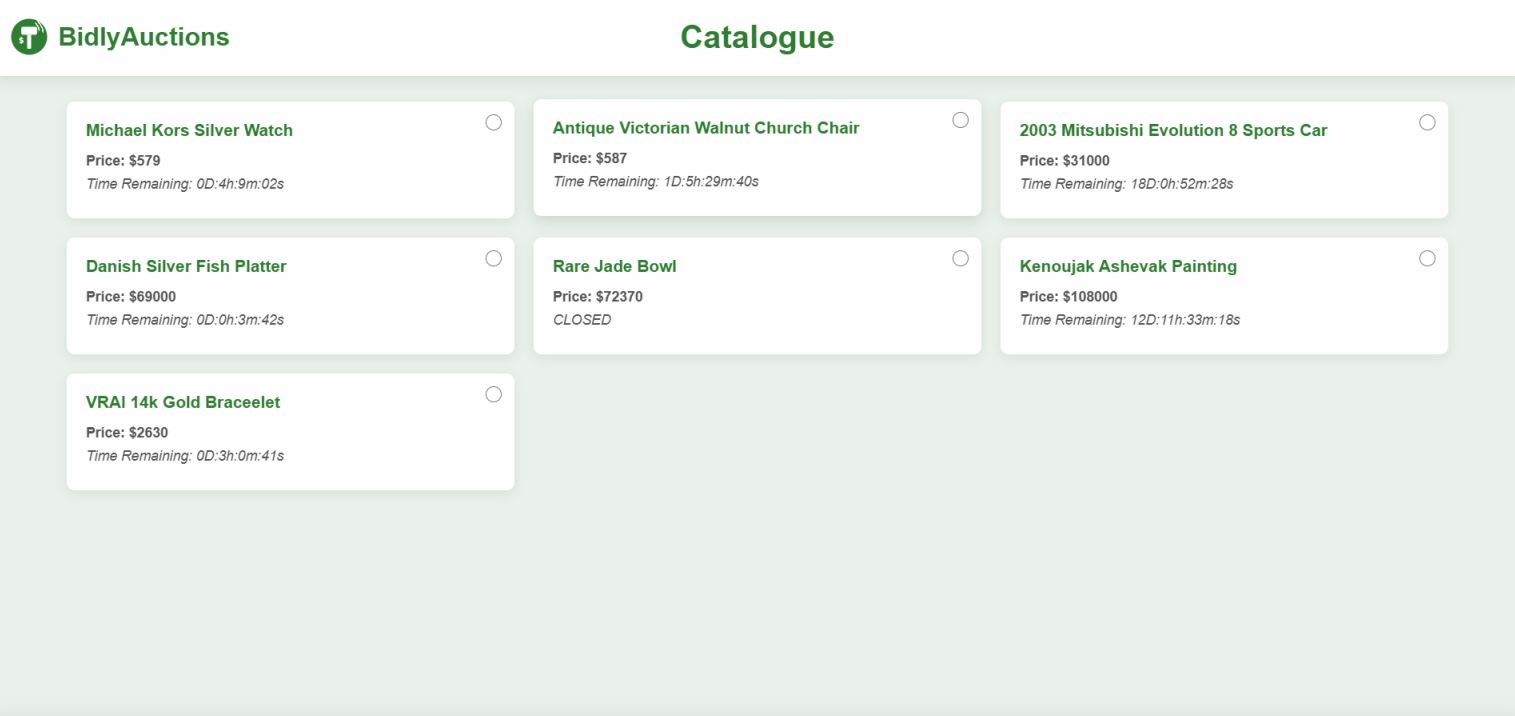 BidlyAuctions
Catalogue
Michael Kors Silver Watch
Price: $579
Time Remaining: 0D:4h:9m:02s
Antique Victorian Walnut Church Chair
Price: $587
Time Remaining: 1D:5h:29m:40s
2003 Mitsubishi Evolution 8 Sports Car
Price: $31000
Time Remaining: 18D:0h:52m:28s
Danish Silver Fish Platter
Price: $69000
Time Remaining: 0D:0h:3m:42s
Rare Jade Bowl
Price: $72370
CLOSED
Kenoujak Ashevak Painting
Price: $108000
Time Remaining: 12D:11h:33m:18s
VRAI 14k Gold Braceelet
Price: $2630
Time Remaining: 0D:3h:0m:41s